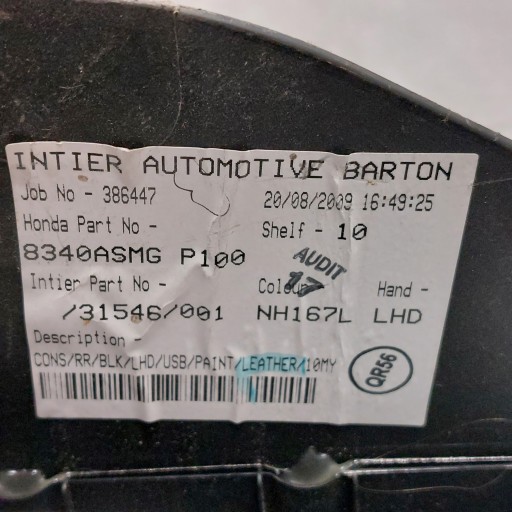 INTIER AUTOMOTIVE BARTON
Job No - 386447 20/08/2009 16:49:25
Honda Part No - Shelf - 10
8340ASMG P100
AUDIT
17
Intier Part No - Colour Hand -
/31546/001 NH167L LHD
Description -
CONS/RR/BLK/LHD/USB/PAINT/LEATHER/10MY
QR56